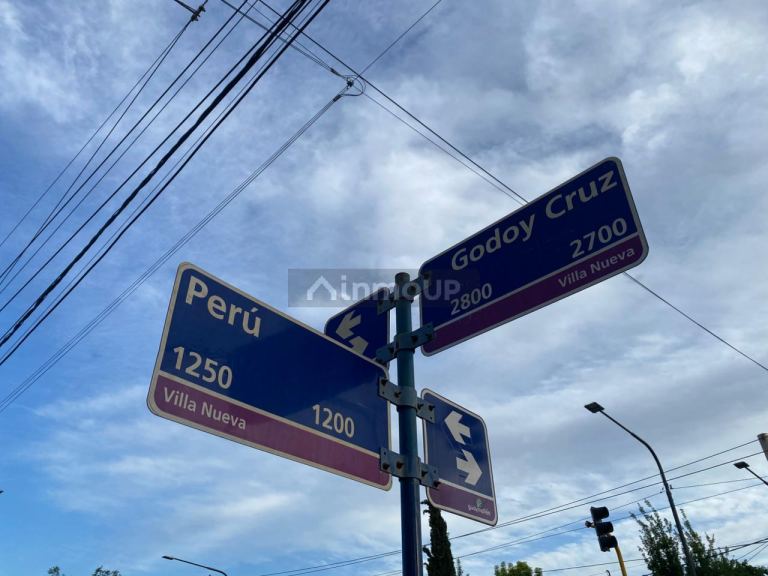 Perú
1250
1200
Villa Nueva
Godoy Cruz
2700
2800
Villa Nueva
inmoUP